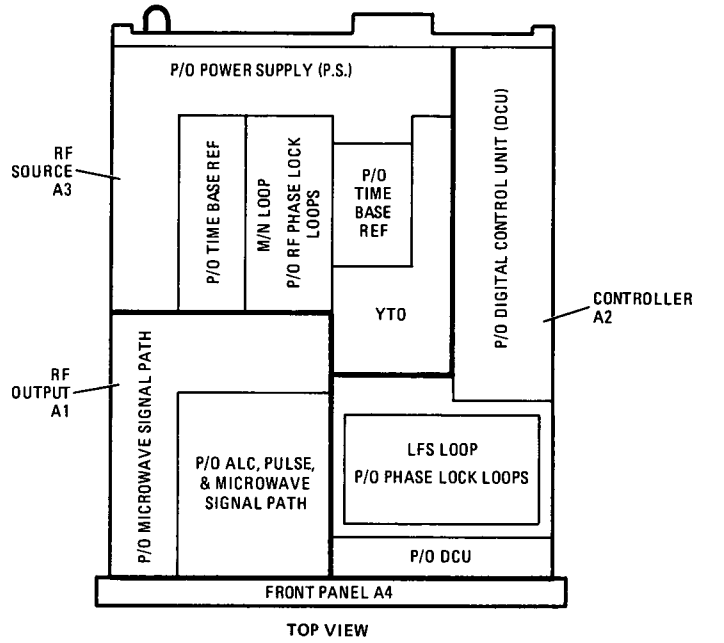 P/O POWER SUPPLY (P.S.)
RF
SOURCE
A3
P/O TIME BASE REF
M/N LOOP
P/O RF PHASE LOCK
LOOPS
P/O
TIME
BASE
REF
YTO
P/O DIGITAL CONTROL UNIT (DCU)
CONTROLLER
A2
RF
OUTPUT
A1
P/O MICROWAVE SIGNAL PATH
P/O ALC, PULSE,
& MICROWAVE
SIGNAL PATH
LFS LOOP
P/O PHASE LOCK LOOPS
P/O DCU
FRONT PANEL A4
TOP VIEW